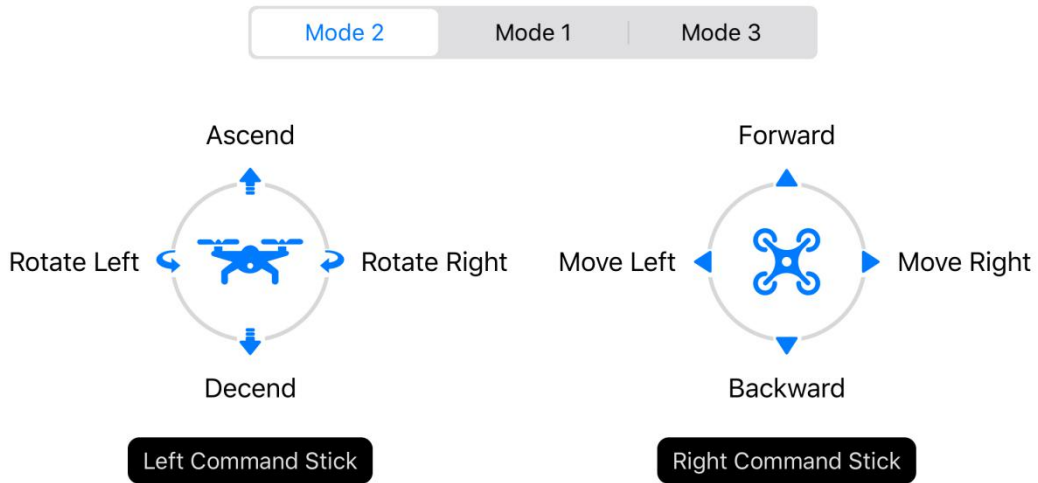 Mode 2 Mode 1 Mode 3
Ascend Forward
Rotate Left Rotate Right Move Left Move Right
Decend Backward
Left Command Stick Right Command Stick